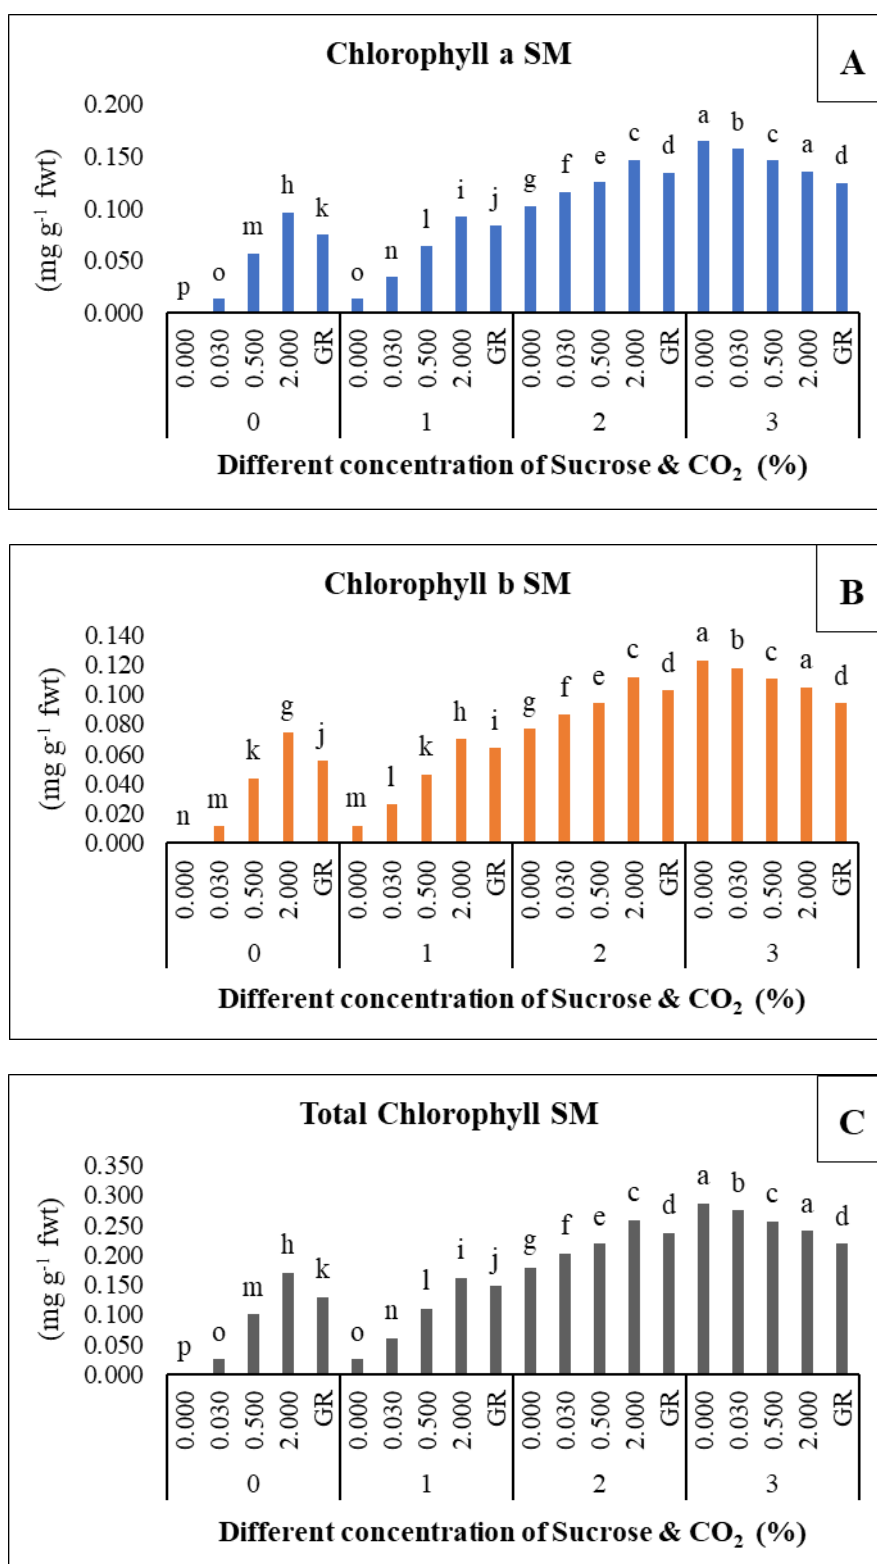 Chlorophyll a SM
A
(mg g⁻¹ fwt)
0.200
0.150
0.100
0.050
0.000
p o m h k o n l i j g f e c d a b c a d
0.000 0.030 0.500 2.000 GR 0.000 0.030 0.500 2.000 GR 0.000 0.030 0.500 2.000 GR 0.000 0.030 0.500 2.000 GR
0 1 2 3
Different concentration of Sucrose & CO₂ (%)
Chlorophyll b SM
B
(mg g⁻¹ fwt)
0.140
0.120
0.100
0.080
0.060
0.040
0.020
0.000
n m k g j m l k h i g f e c d a b c a d
0.000 0.030 0.500 2.000 GR 0.000 0.030 0.500 2.000 GR 0.000 0.030 0.500 2.000 GR 0.000 0.030 0.500 2.000 GR
0 1 2 3
Different concentration of Sucrose & CO₂ (%)
Total Chlorophyll SM
C
(mg g⁻¹ fwt)
0.350
0.300
0.250
0.200
0.150
0.100
0.050
0.000
p o m h k o n l i j g f e c d a b c a d
0.000 0.030 0.500 2.000 GR 0.000 0.030 0.500 2.000 GR 0.000 0.030 0.500 2.000 GR 0.000 0.030 0.500 2.000 GR
0 1 2 3
Different concentration of Sucrose & CO₂ (%)